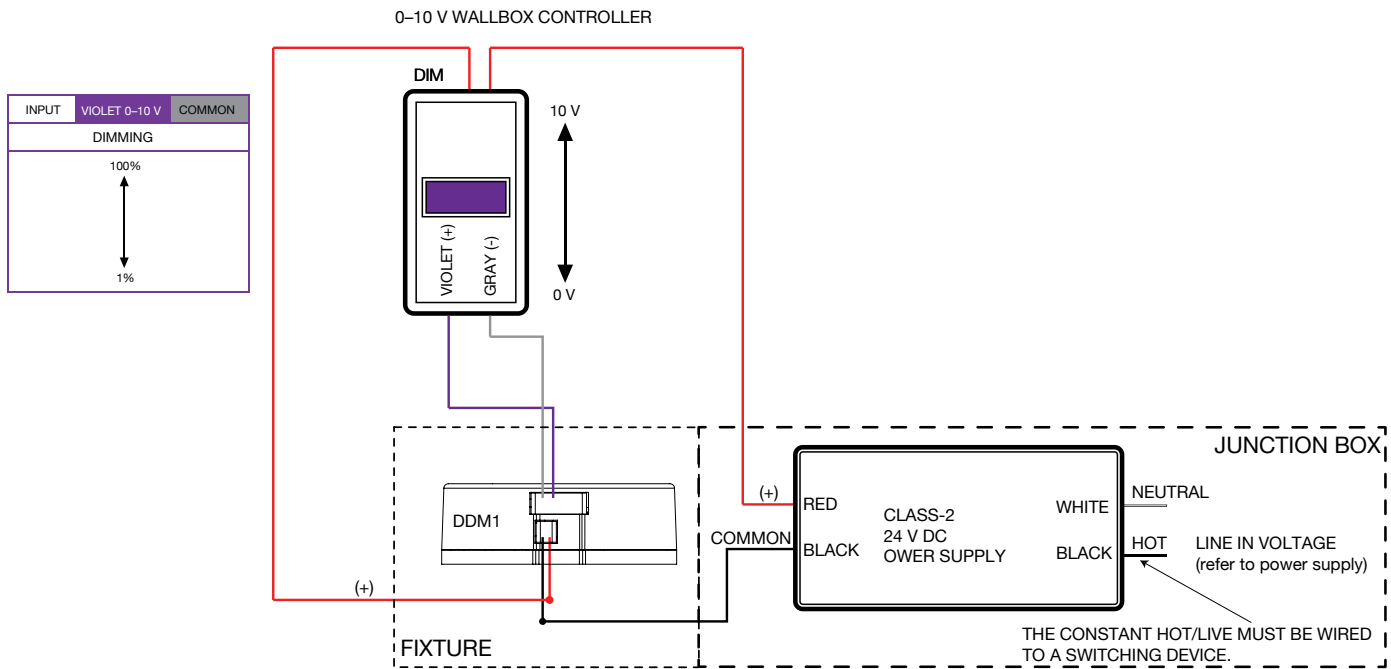 0–10 V WALLBOX CONTROLLER
DIM
INPUT
VIOLET 0–10 V
COMMON
DIMMING
100%
1%
10 V
0 V
VIOLET (+)
GRAY (-)
JUNCTION BOX
DDM1
(+)
RED
COMMON
BLACK
CLASS-2
24 V DC
OWER SUPPLY
WHITE
NEUTRAL
BLACK
HOT
LINE IN VOLTAGE
(refer to power supply)
(+)
FIXTURE
THE CONSTANT HOT/LIVE MUST BE WIRED
TO A SWITCHING DEVICE.